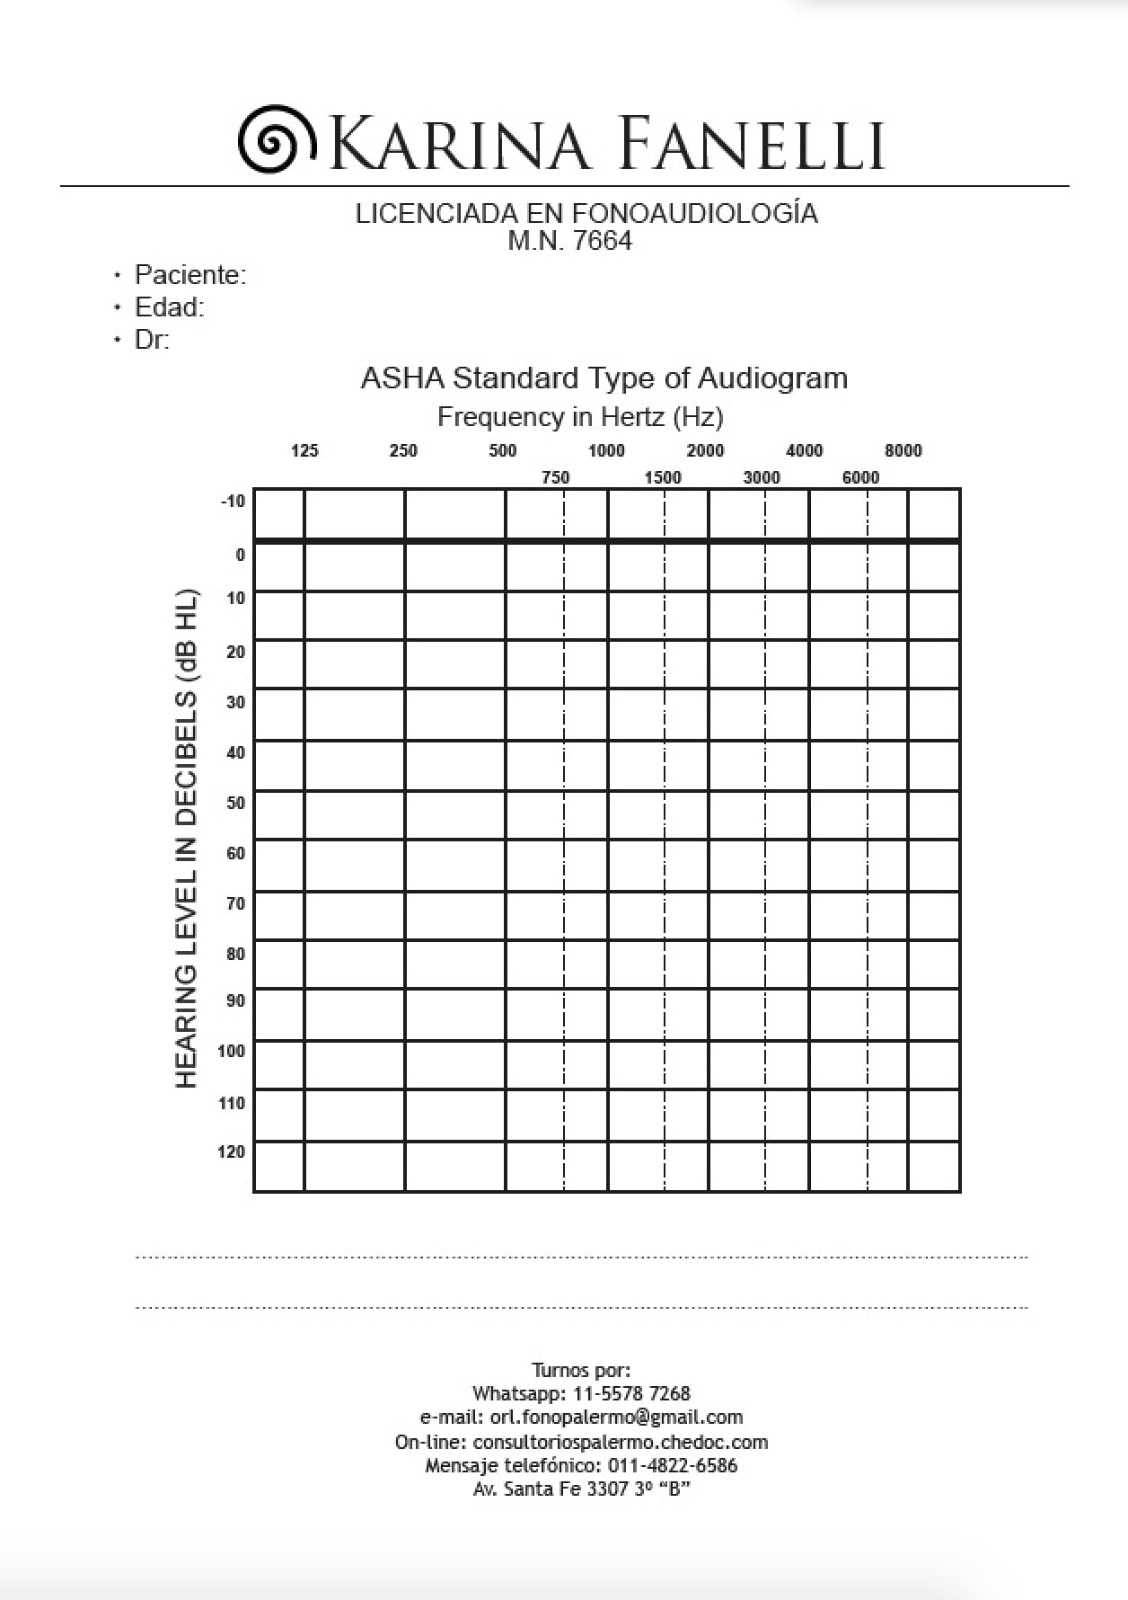 KARINA FANELLI
LICENCIADA EN FONOAUDIOLOGÍA
M.N. 7664
• Paciente:
• Edad:
• Dr:
ASHA Standard Type of Audiogram
Frequency in Hertz (Hz)
125 250 500 1000 2000 4000 8000
750 1500 3000 6000
HEARING LEVEL IN DECIBELS (dB HL)
-10
0
10
20
30
40
50
60
70
80
90
100
110
120
Turnos por:
Whatsapp: 11-5578 7268
e-mail: orl.fonopalermo@gmail.com
On-line: consultoriospalermo.chedoc.com
Mensaje telefónico: 011-4822-6586
Av. Santa Fe 3307 3º “B”